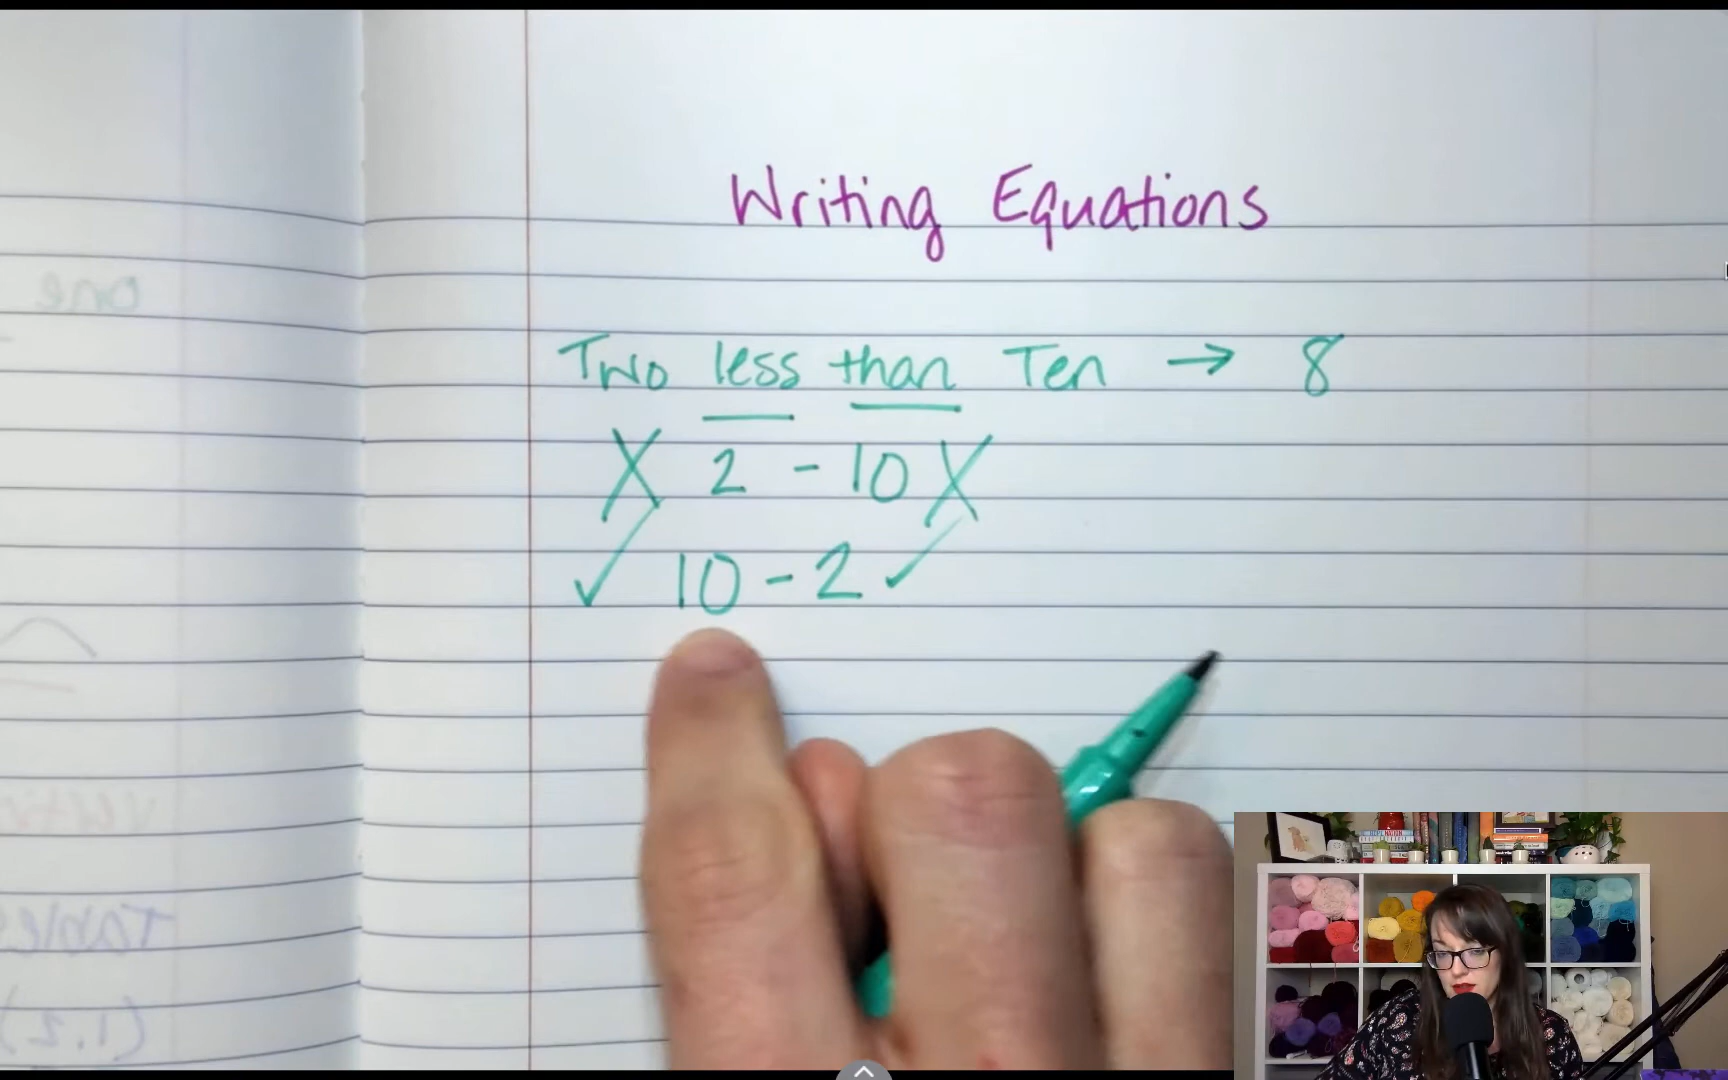 Writing Equations
Two less than Ten → 8
X 2 - 10 X
✓ 10 - 2 ✓